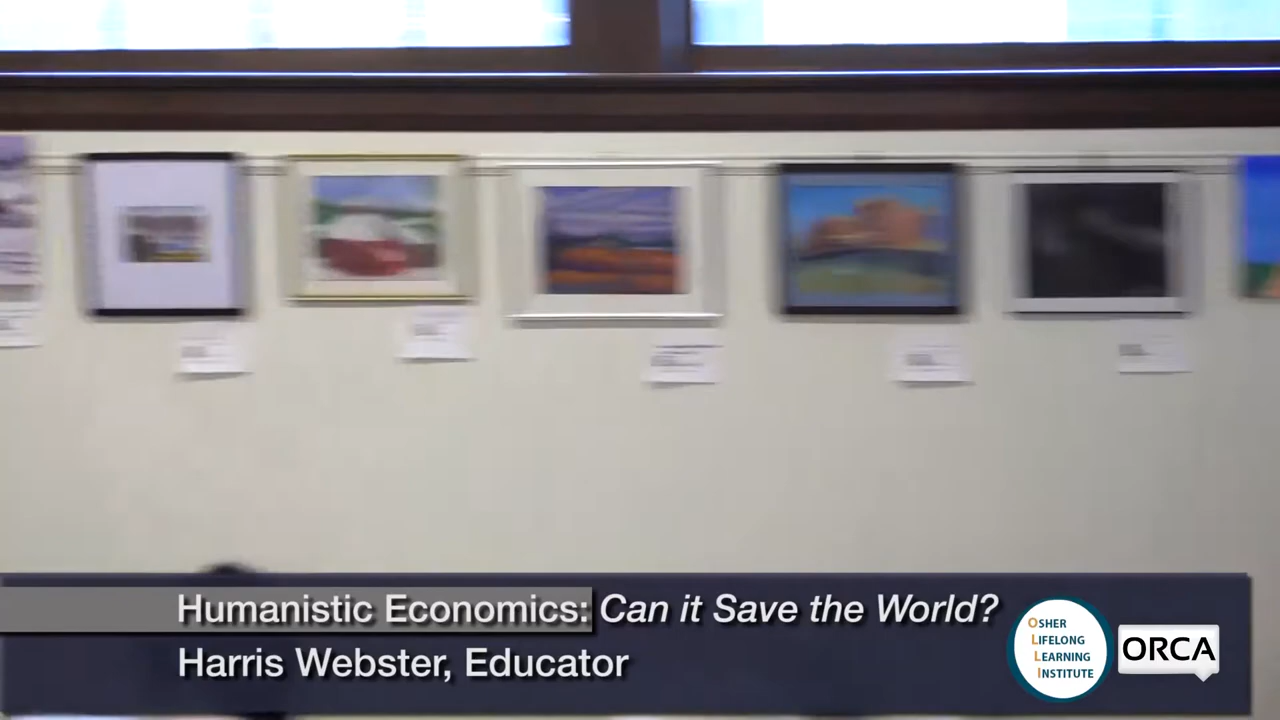 Humanistic Economics: Can it Save the World?
Harris Webster, Educator
OSHER
LIFELONG
LEARNING
INSTITUTE
ORCA